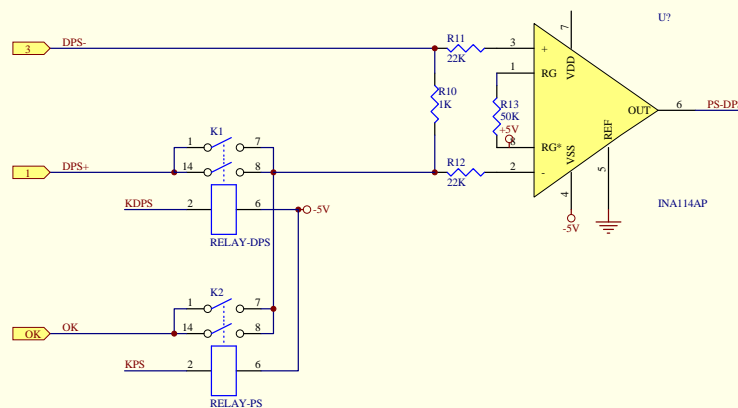 U?
7
R11
3
DPS-
22K
3
+
1
RG
VDD
R10
1K
R13
50K
OUT
6
PS-DP
+5V
8
RG*
VSS
REF
K1
1
7
1
DPS+
14
8
R12
22K
2
-
4
5
KDPS
2
6
-5V
-5V
INA114AP
RELAY-DPS
K2
1
7
OK
OK
14
8
KPS
2
6
RELAY-PS